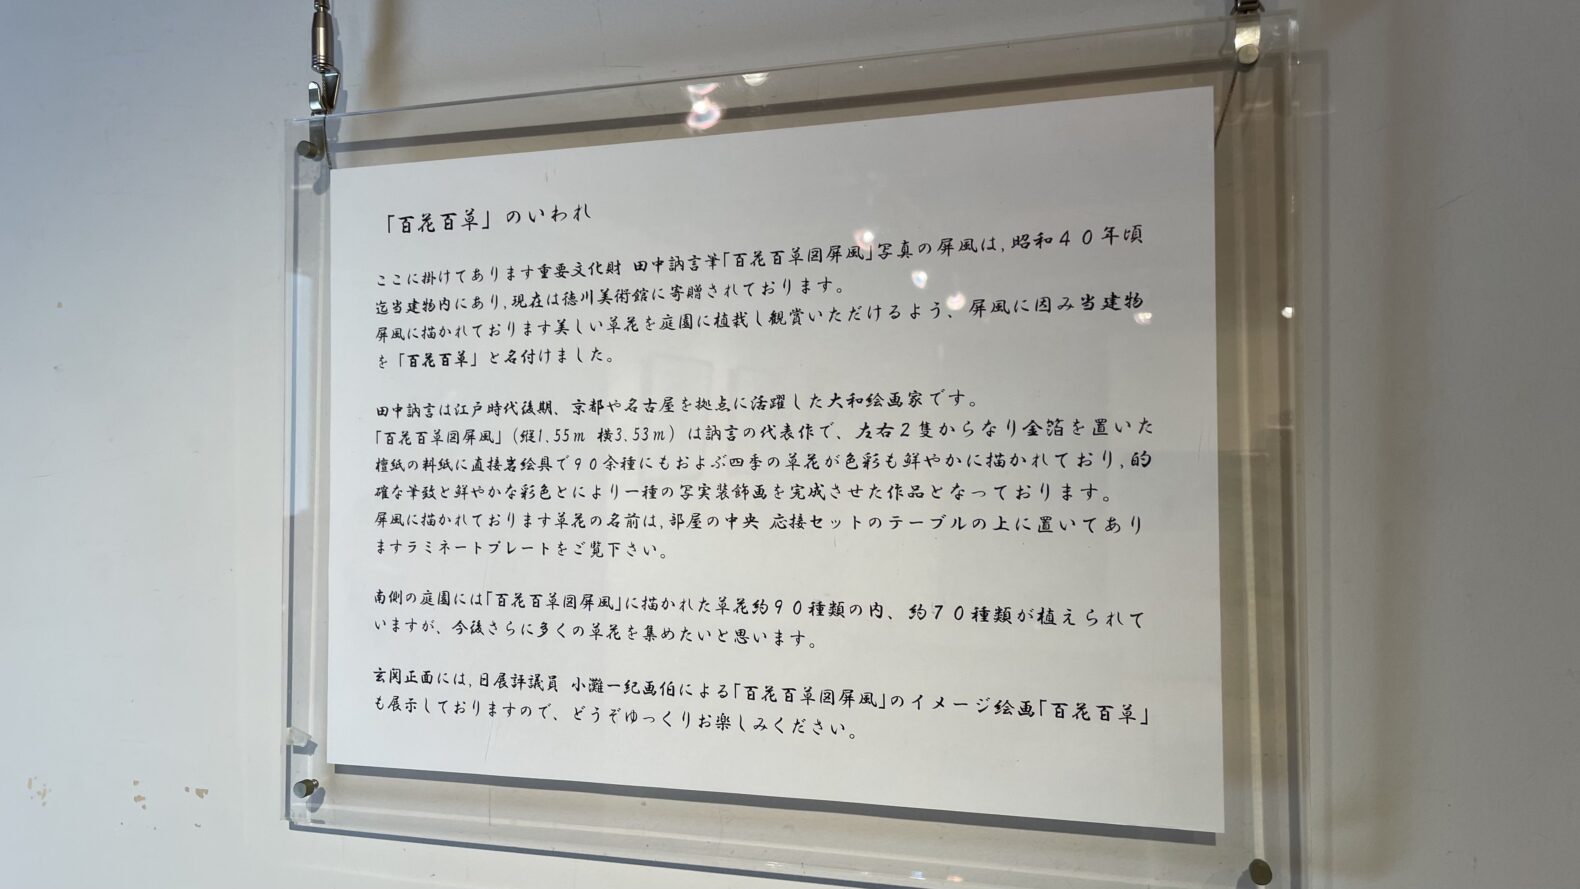 「百花百草」のいわれ
ここに掛けてあります重要文化財 田中訥言筆「百花百草図屏風」写真の屏風は,昭和40年頃
迄当建物内にあり,現在は徳川美術館に寄贈されております。
屏風に描かれております美しい草花を庭園に植栽し観賞いただけるよう、屏風に因み当建物
を「百花百草」と名付けました。
田中訥言は江戸時代後期、京都や名古屋を拠点に活躍した大和絵画家です。
「百花百草図屏風」(縦1.55m 横3.53m) は訥言の代表作で、左右2隻からなり金箔を置いた
檀紙の料紙に直接岩絵具で90余種にもおよぶ四季の草花が色彩も鮮やかに描かれており,的
確な筆致と鮮やかな彩色とにより一種の写実装飾画を完成させた作品となっております。
屏風に描かれております草花の名前は,部屋の中央 応接セットのテーブルの上に置いてあり
ますラミネートプレートをご覧下さい。
南側の庭園には「百花百草図屏風」に描かれた草花約90種類の内、約70種類が植えられて
いますが、今後さらに多くの草花を集めたいと思います。
玄関正面には,日展評議員 小灘一紀画伯による「百花百草図屏風」のイメージ絵画「百花百草」
も展示しておりますので、どうぞゆっくりお楽しみください。